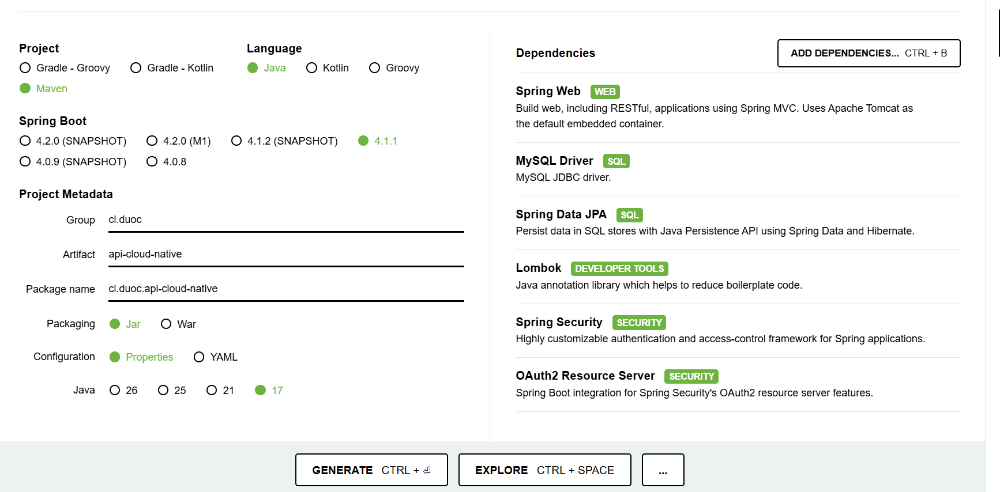 Project
Gradle - Groovy Gradle - Kotlin
Maven
Language
Java Kotlin Groovy
Spring Boot
4.2.0 (SNAPSHOT) 4.2.0 (M1) 4.1.2 (SNAPSHOT) 4.1.1
4.0.9 (SNAPSHOT) 4.0.8
Project Metadata
Group cl.duoc
Artifact api-cloud-native
Package name cl.duoc.api-cloud-native
Packaging Jar War
Configuration Properties YAML
Java 26 25 21 17
Dependencies ADD DEPENDENCIES... CTRL + B
Spring Web WEB
Build web, including RESTful, applications using Spring MVC. Uses Apache Tomcat as
the default embedded container.
MySQL Driver SQL
MySQL JDBC driver.
Spring Data JPA SQL
Persist data in SQL stores with Java Persistence API using Spring Data and Hibernate.
Lombok DEVELOPER TOOLS
Java annotation library which helps to reduce boilerplate code.
Spring Security SECURITY
Highly customizable authentication and access-control framework for Spring applications.
OAuth2 Resource Server SECURITY
Spring Boot integration for Spring Security's OAuth2 resource server features.
GENERATE CTRL + ⏎ EXPLORE CTRL + SPACE ...